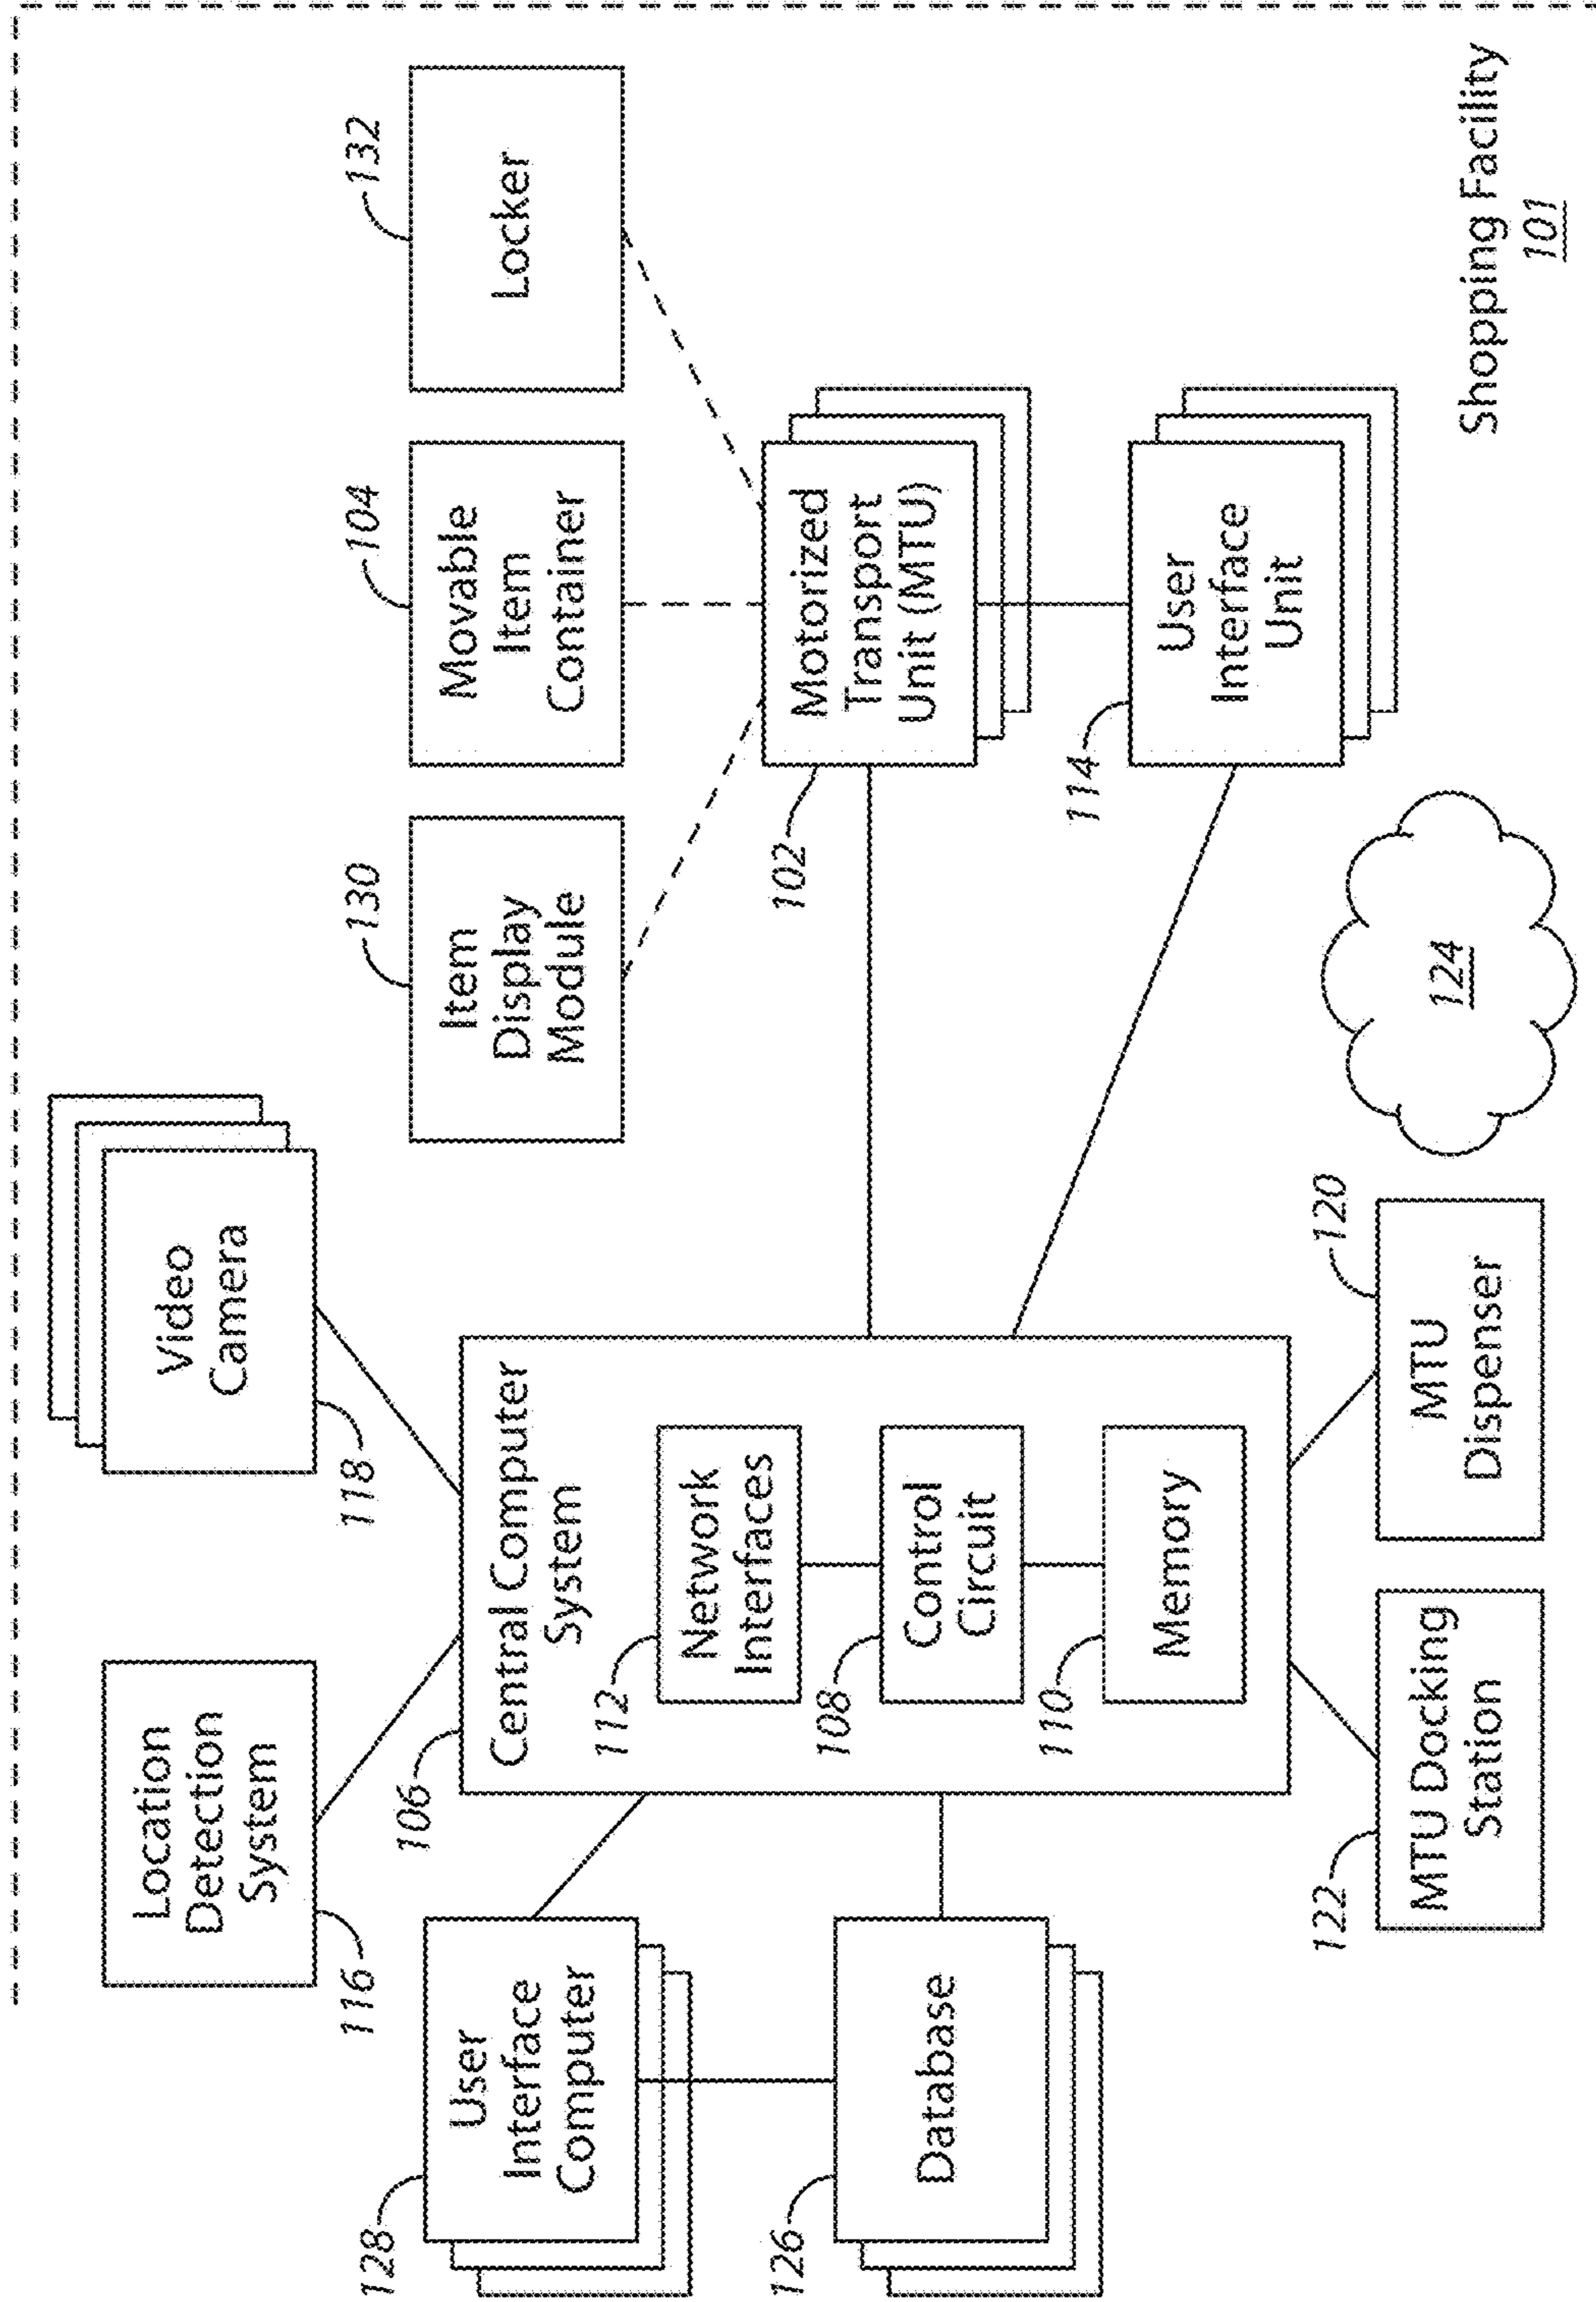 Location
Detection
System
116
Video
Camera
118
132
Locker
104
Movable
Item
Container
130
Item
Display
Module
128
User
Interface
Computer
106
Central Computer
System
112
Network
Interfaces
108
Control
Circuit
110
Memory
102
Motorized
Transport
Unit (MTU)
126
Database
114
User
Interface
Unit
122
MTU Docking
Station
120
MTU
Dispenser
124
Shopping Facility
101